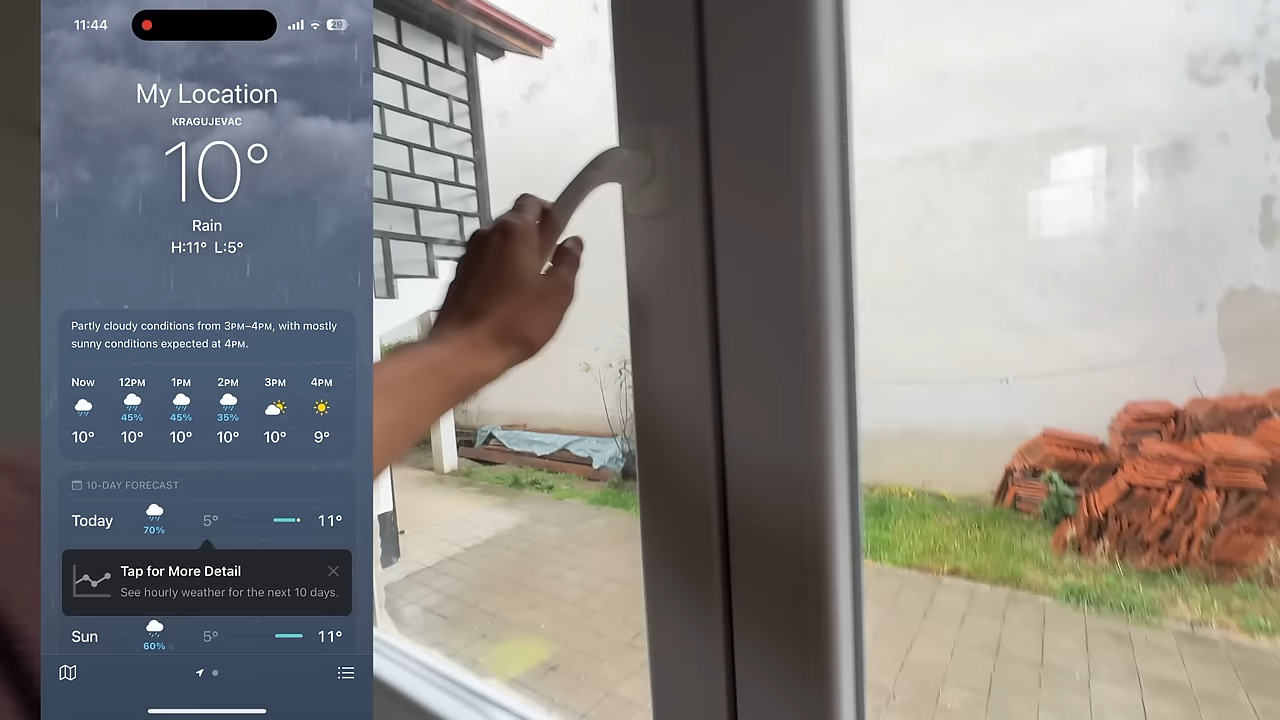 11:44
29
My Location
KRAGUJEVAC
10°
Rain
H:11° L:5°
Partly cloudy conditions from 3PM–4PM, with mostly
sunny conditions expected at 4PM.
Now 12PM 1PM 2PM 3PM 4PM
45% 45% 35%
10° 10° 10° 10° 10° 9°
10-DAY FORECAST
Today 5° 11°
70%
Tap for More Detail
See hourly weather for the next 10 days.
Sun 5° 11°
60%